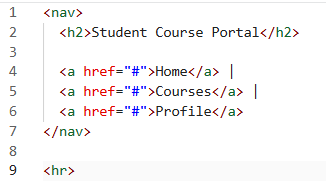 1 <nav>
2 <h2>Student Course Portal</h2>
3
4 <a href="#">Home</a> |
5 <a href="#">Courses</a> |
6 <a href="#">Profile</a>
7 </nav>
8
9 <hr>